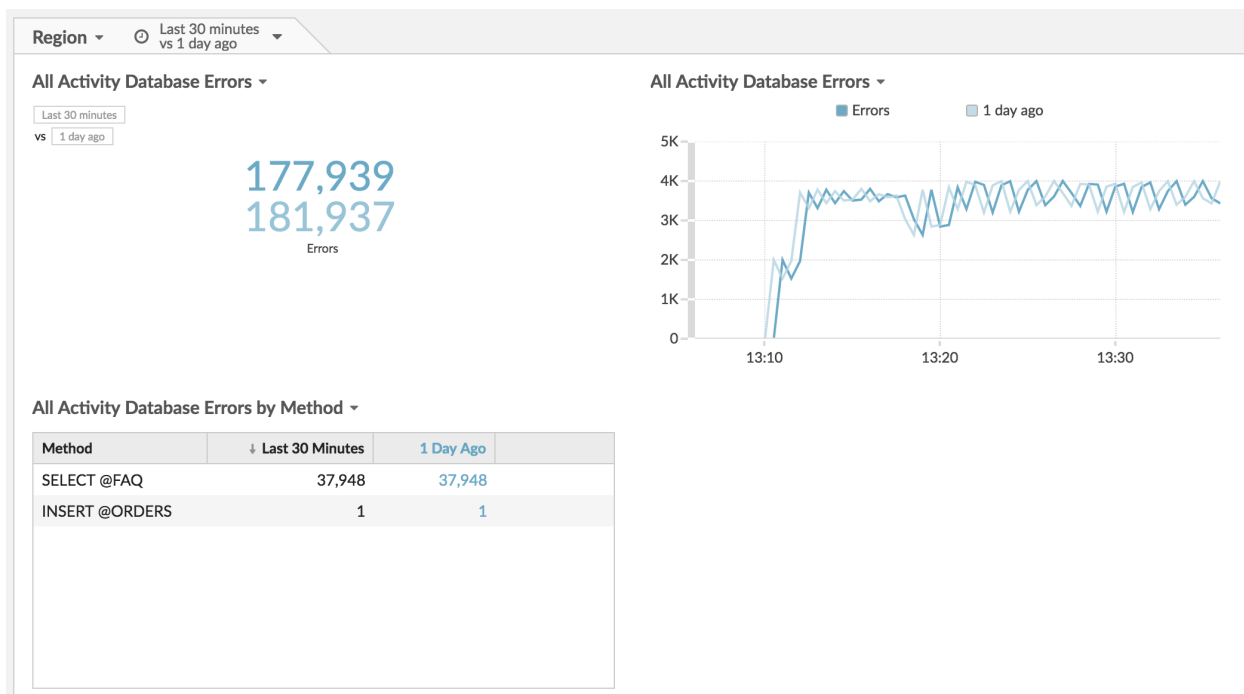 Region
Last 30 minutes
vs 1 day ago
All Activity Database Errors
Last 30 minutes
vs 1 day ago
177,939
181,937
Errors
All Activity Database Errors
Errors 1 day ago
5K
4K
3K
2K
1K
0
13:10 13:20 13:30
All Activity Database Errors by Method
Method ↓ Last 30 Minutes 1 Day Ago
SELECT @FAQ 37,948 37,948
INSERT @ORDERS 1 1